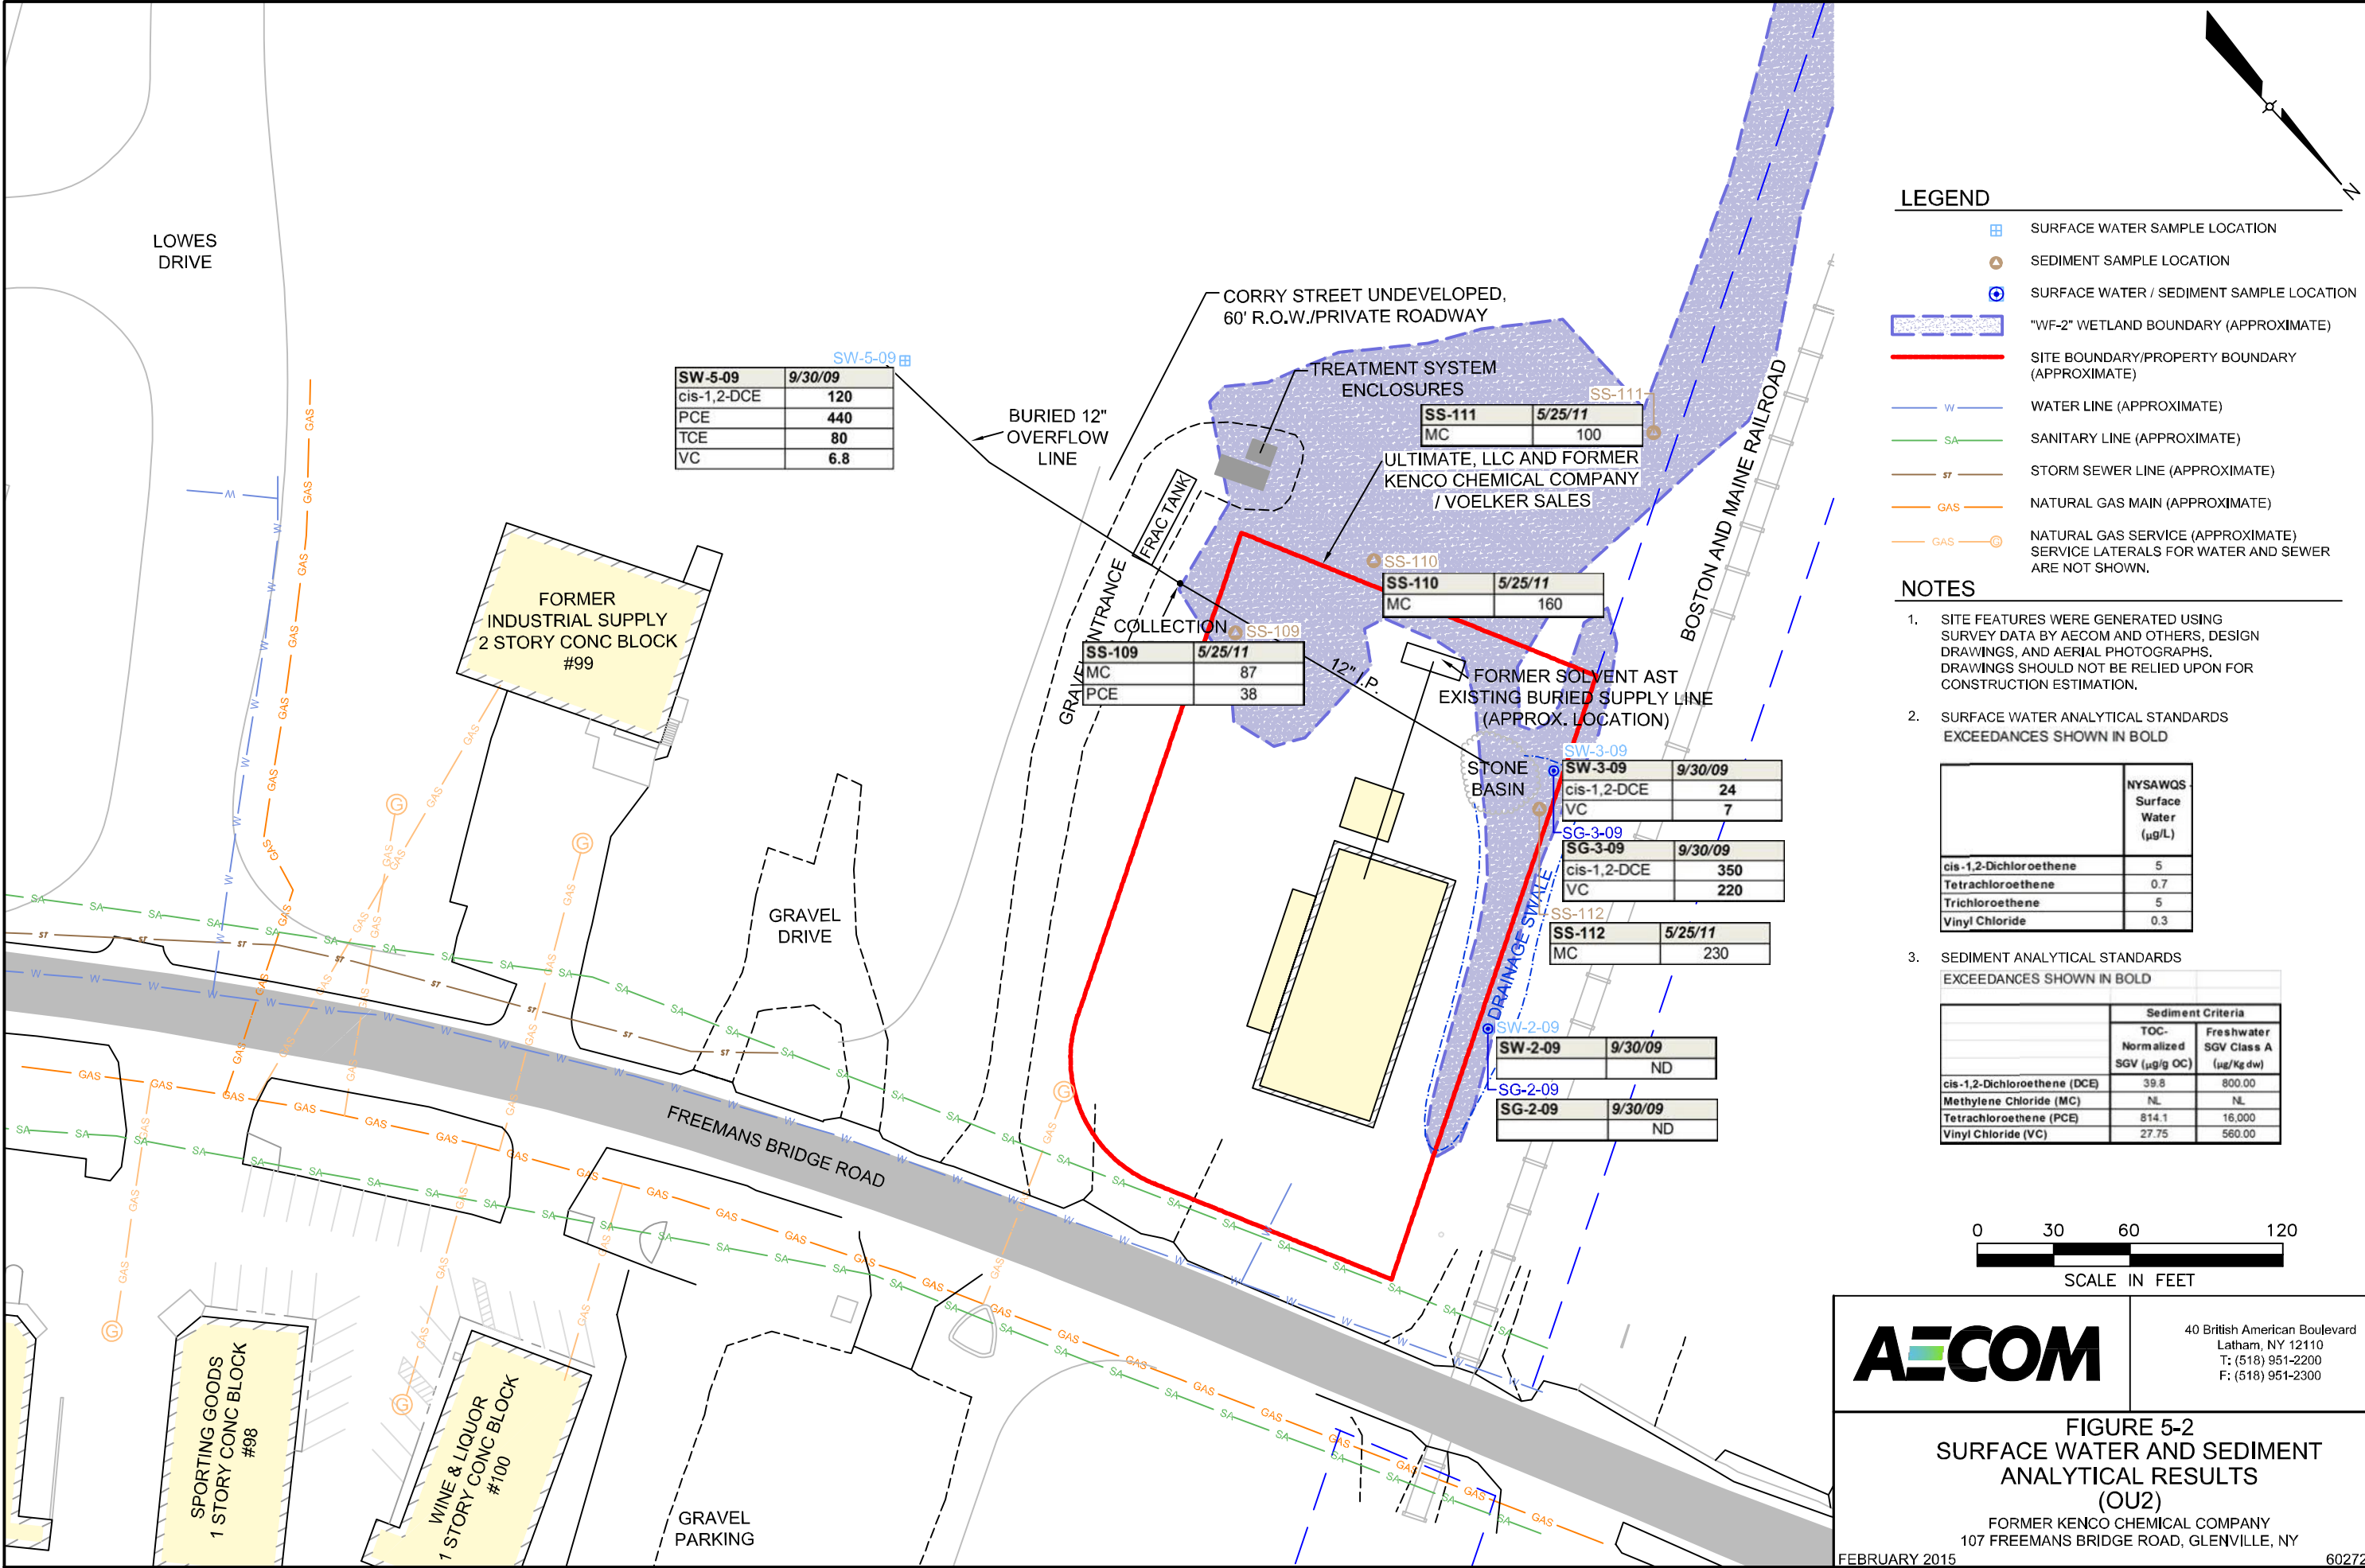 LOWES
DRIVE
CORRY STREET UNDEVELOPED,
60' R.O.W./PRIVATE ROADWAY
SW-5-09
SW-5-09 9/30/09
cis-1,2-DCE 120
PCE 440
TCE 80
VC 6.8
BURIED 12"
OVERFLOW
LINE
TREATMENT SYSTEM
ENCLOSURES
SS-111
SS-111 5/25/11
MC 100
ULTIMATE, LLC AND FORMER
KENCO CHEMICAL COMPANY
/ VOELKER SALES
BOSTON AND MAINE RAILROAD
FRAC TANK
SS-110
SS-110 5/25/11
MC 160
COLLECTION
SS-109
SS-109 5/25/11
MC 87
PCE 38
FORMER
INDUSTRIAL SUPPLY
2 STORY CONC BLOCK
#99
FORMER SOLVENT AST
EXISTING BURIED SUPPLY LINE
(APPROX. LOCATION)
STONE
BASIN
SW-3-09
SW-3-09 9/30/09
cis-1,2-DCE 24
VC 7
SG-3-09
SG-3-09 9/30/09
cis-1,2-DCE 350
VC 220
SS-112
SS-112 5/25/11
MC 230
DRAINAGE SWALE
SW-2-09
SW-2-09 9/30/09
ND
SG-2-09
SG-2-09 9/30/09
ND
GRAVEL
DRIVE
FREEMANS BRIDGE ROAD
SPORTING GOODS
1 STORY CONC BLOCK
#98
WINE & LIQUOR
1 STORY CONC BLOCK
#100
GRAVEL
PARKING
N
LEGEND
SURFACE WATER SAMPLE LOCATION
SEDIMENT SAMPLE LOCATION
SURFACE WATER / SEDIMENT SAMPLE LOCATION
"WF-2" WETLAND BOUNDARY (APPROXIMATE)
SITE BOUNDARY/PROPERTY BOUNDARY
(APPROXIMATE)
W WATER LINE (APPROXIMATE)
SA SANITARY LINE (APPROXIMATE)
ST STORM SEWER LINE (APPROXIMATE)
GAS NATURAL GAS MAIN (APPROXIMATE)
GAS G NATURAL GAS SERVICE (APPROXIMATE)
SERVICE LATERALS FOR WATER AND SEWER
ARE NOT SHOWN.
NOTES
1. SITE FEATURES WERE GENERATED USING
SURVEY DATA BY AECOM AND OTHERS, DESIGN
DRAWINGS, AND AERIAL PHOTOGRAPHS.
DRAWINGS SHOULD NOT BE RELIED UPON FOR
CONSTRUCTION ESTIMATION.
2. SURFACE WATER ANALYTICAL STANDARDS
EXCEEDANCES SHOWN IN BOLD
NYSAWQS
Surface
Water
(µg/L)
cis-1,2-Dichloroethene 5
Tetrachloroethene 0.7
Trichloroethene 5
Vinyl Chloride 0.3
3. SEDIMENT ANALYTICAL STANDARDS
EXCEEDANCES SHOWN IN BOLD
Sediment Criteria
TOC-
Normalized
SGV (µg/g OC)
Freshwater
SGV Class A
(µg/Kg dw)
cis-1,2-Dichloroethene (DCE) 39.8 800.00
Methylene Chloride (MC) NL NL
Tetrachloroethene (PCE) 814.1 16,000
Vinyl Chloride (VC) 27.75 560.00
0 30 60 120
SCALE IN FEET
AECOM
40 British American Boulevard
Latham, NY 12110
T: (518) 951-2200
F: (518) 951-2300
FIGURE 5-2
SURFACE WATER AND SEDIMENT
ANALYTICAL RESULTS
(OU2)
FORMER KENCO CHEMICAL COMPANY
107 FREEMANS BRIDGE ROAD, GLENVILLE, NY
FEBRUARY 2015 60272